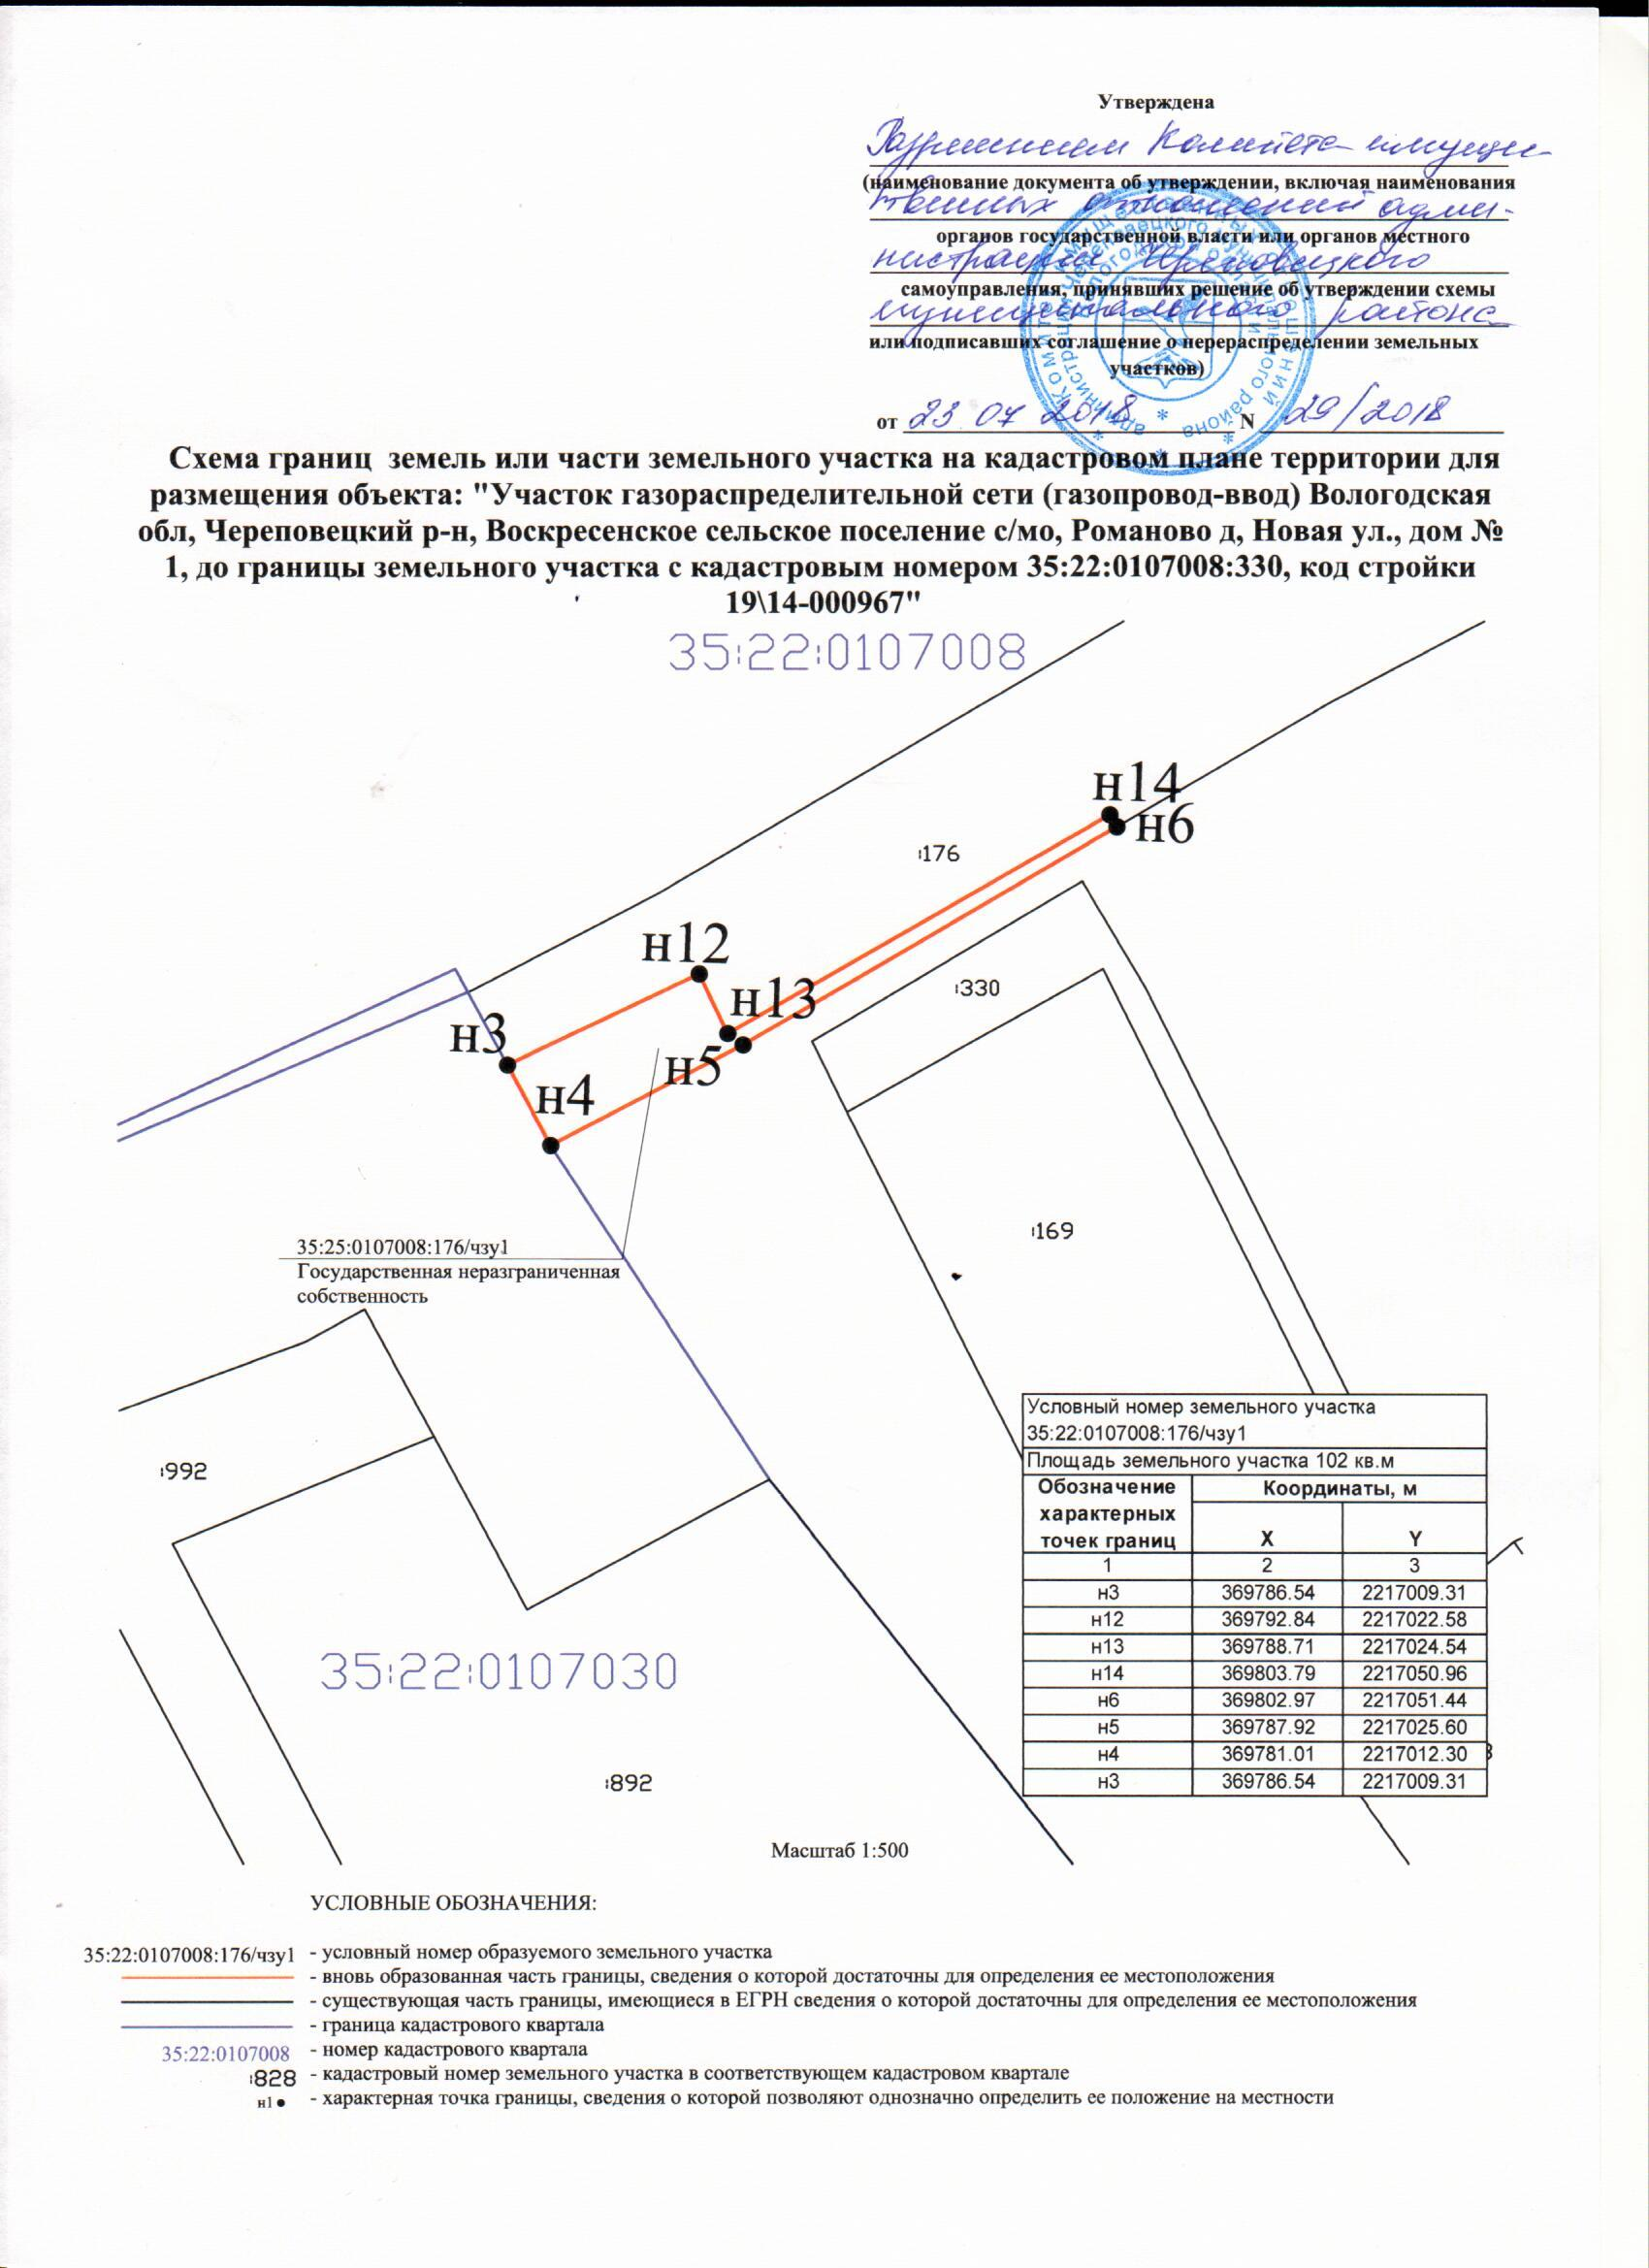 Утверждена
Разрешением Комитета имущес-
(наименование документа об утверждении, включая наименования
твенных отношений адми-
органов государственной власти или органов местного
нистрации Череповецкого
самоуправления, принявших решение об утверждении схемы
муниципального района
или подписавших соглашение о перераспределении земельных
участков)
от 23 07 2018 N 29/2018
Схема границ земель или части земельного участка на кадастровом плане территории для
размещения объекта: "Участок газораспределительной сети (газопровод-ввод) Вологодская
обл, Череповецкий р-н, Воскресенское сельское поселение с/мо, Романово д, Новая ул., дом №
1, до границы земельного участка с кадастровым номером 35:22:0107008:330, код стройки
19\14-000967"
35:22:0107008
н14
н6
:176
н12
:330
н13
н3
н5
н4
:169
35:25:0107008:176/чзу1
Государственная неразграниченная
собственность
:992
Условный номер земельного участка
35:22:0107008:176/чзу1
Площадь земельного участка 102 кв.м
Обозначение характерных точек границ Координаты, м
X Y
1 2 3
н3 369786.54 2217009.31
н12 369792.84 2217022.58
н13 369788.71 2217024.54
н14 369803.79 2217050.96
н6 369802.97 2217051.44
н5 369787.92 2217025.60
н4 369781.01 2217012.30
н3 369786.54 2217009.31
35:22:0107030
:892
Масштаб 1:500
УСЛОВНЫЕ ОБОЗНАЧЕНИЯ:
35:22:0107008:176/чзу1 - условный номер образуемого земельного участка
- вновь образованная часть границы, сведения о которой достаточны для определения ее местоположения
- существующая часть границы, имеющиеся в ЕГРН сведения о которой достаточны для определения ее местоположения
- граница кадастрового квартала
35:22:0107008 - номер кадастрового квартала
:828 - кадастровый номер земельного участка в соответствующем кадастровом квартале
н1 - характерная точка границы, сведения о которой позволяют однозначно определить ее положение на местности